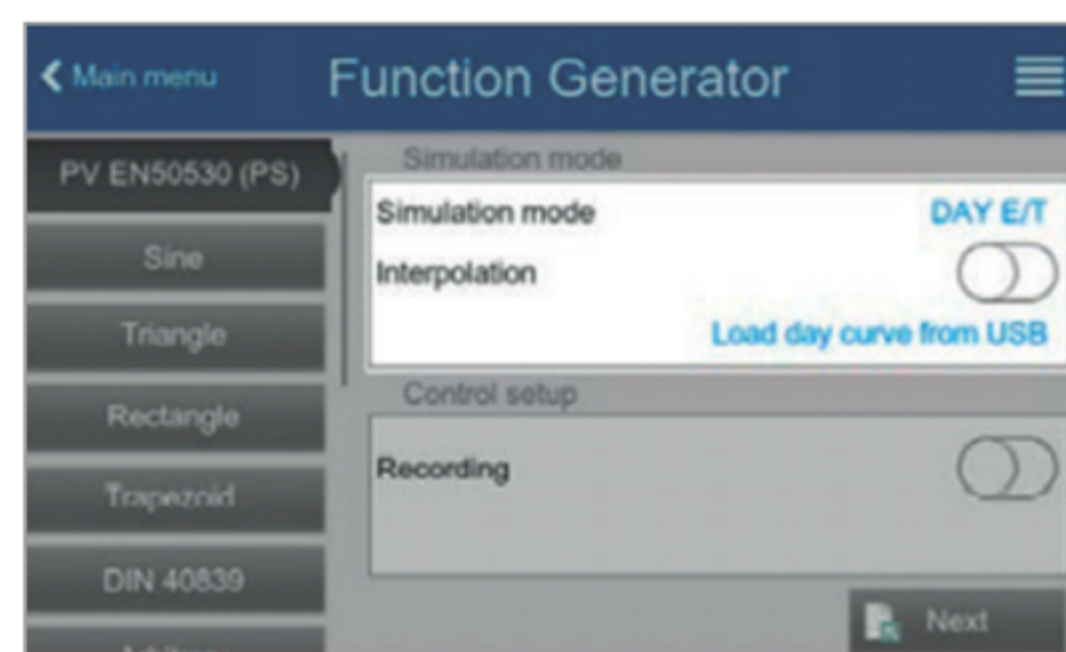 Main menu
Function Generator
PV EN50530 (PS)
Sine
Triangle
Rectangle
Trapezoid
DIN 40839
Simulation mode
Simulation mode
DAY E/T
Interpolation
Load day curve from USB
Control setup
Recording
Next